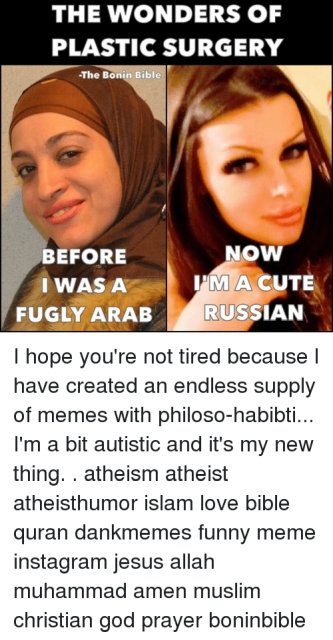 THE WONDERS OF
PLASTIC SURGERY
-The Bonin Bible
BEFORE
I WAS A
FUGLY ARAB
NOW
I'M A CUTE
RUSSIAN
I hope you're not tired because I
have created an endless supply
of memes with philoso-habibti...
I'm a bit autistic and it's my new
thing. . atheism atheist
atheisthumor islam love bible
quran dankmemes funny meme
instagram jesus allah
muhammad amen muslim
christian god prayer boninbible